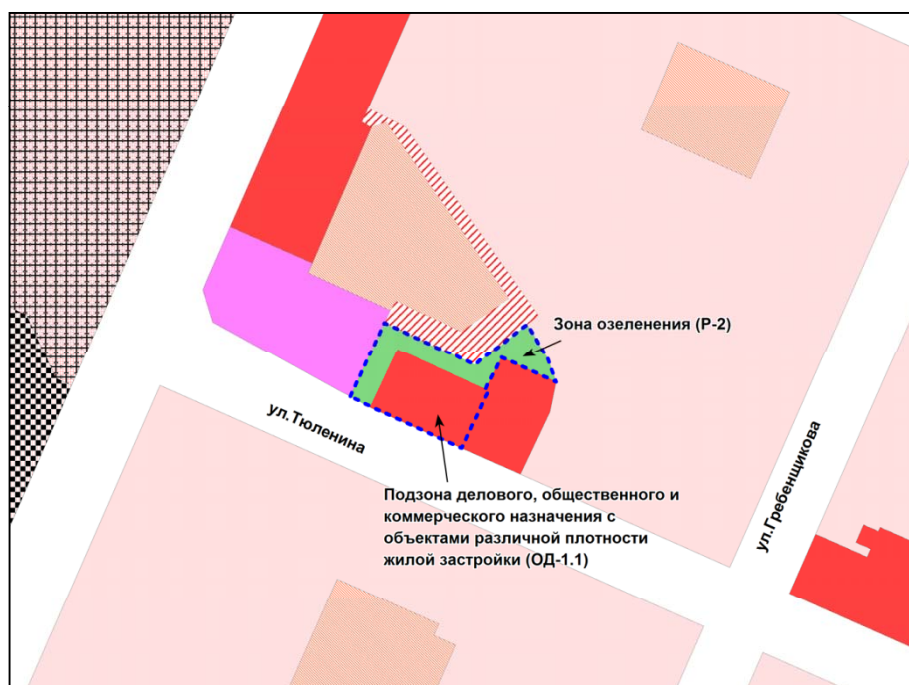 Зона озеленения (Р-2)
ул.Тюленина
ул.Гребенщикова
Подзона делового, общественного и
коммерческого назначения с
объектами различной плотности
жилой застройки (ОД-1.1)